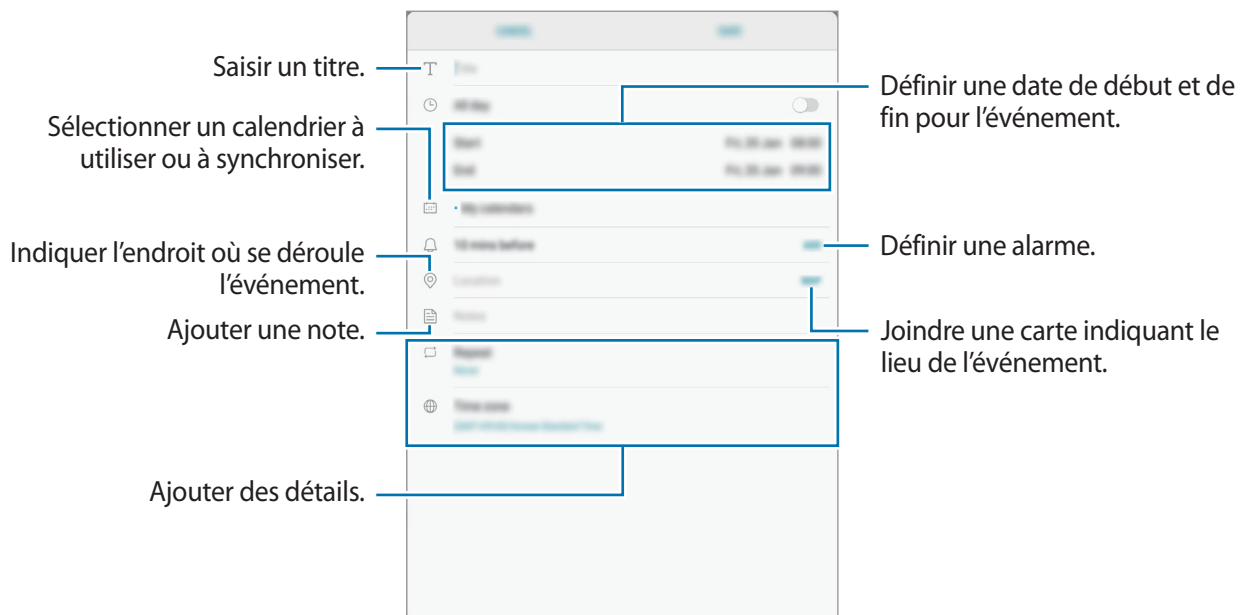 Saisir un titre.
Sélectionner un calendrier à
utiliser ou à synchroniser.
Indiquer l'endroit où se déroule
l'événement.
Ajouter une note.
Ajouter des détails.
Définir une date de début et de
fin pour l'événement.
Définir une alarme.
Joindre une carte indiquant le
lieu de l'événement.
All day
Start
End
My calendars
10 mins before
Location
Notes
Repeat
Time zone